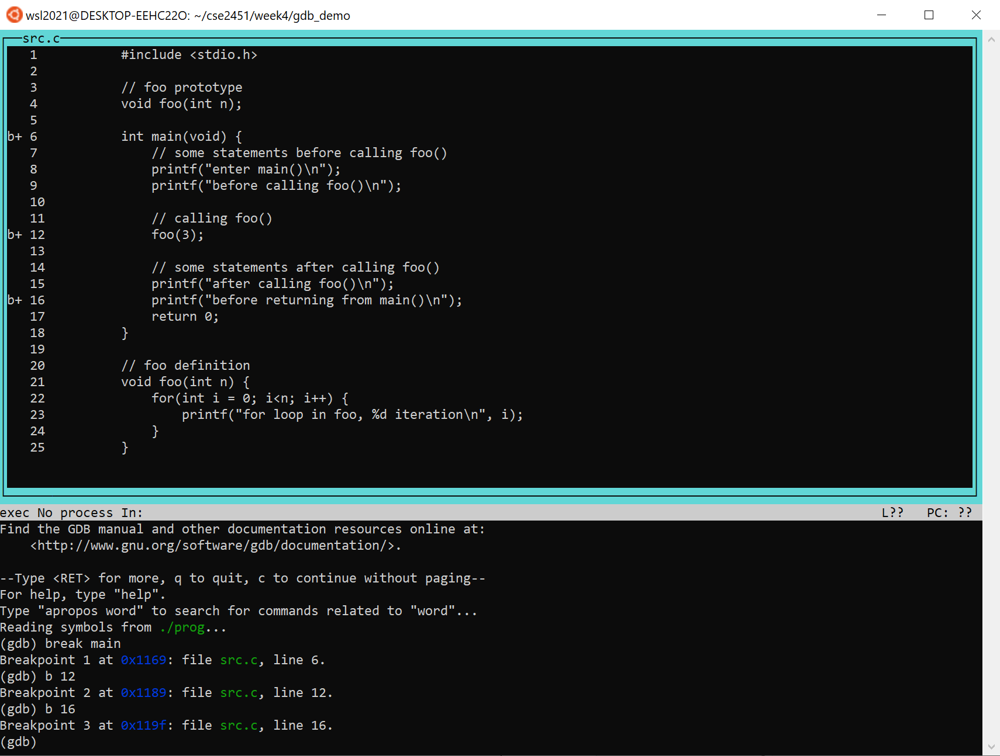 wsl2021@DESKTOP-EEHC22O: ~/cse2451/week4/gdb_demo
src.c
1 #include <stdio.h>
2
3 // foo prototype
4 void foo(int n);
5
b+ 6 int main(void) {
7 // some statements before calling foo()
8 printf("enter main()\n");
9 printf("before calling foo()\n");
10
11 // calling foo()
b+ 12 foo(3);
13
14 // some statements after calling foo()
15 printf("after calling foo()\n");
b+ 16 printf("before returning from main()\n");
17 return 0;
18 }
19
20 // foo definition
21 void foo(int n) {
22 for(int i = 0; i<n; i++) {
23 printf("for loop in foo, %d iteration\n", i);
24 }
25 }
exec No process In: L?? PC: ??
Find the GDB manual and other documentation resources online at:
<http://www.gnu.org/software/gdb/documentation/>.
--Type <RET> for more, q to quit, c to continue without paging--
For help, type "help".
Type "apropos word" to search for commands related to "word"...
Reading symbols from ./prog...
(gdb) break main
Breakpoint 1 at 0x1169: file src.c, line 6.
(gdb) b 12
Breakpoint 2 at 0x1189: file src.c, line 12.
(gdb) b 16
Breakpoint 3 at 0x119f: file src.c, line 16.
(gdb)